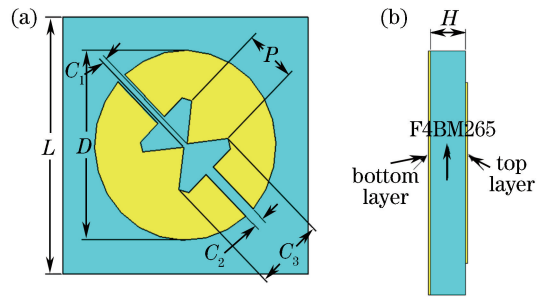 (a)
(b)
H
C₁
P
L
D
F4BM265
bottom
layer
top
layer
C₂
C₃